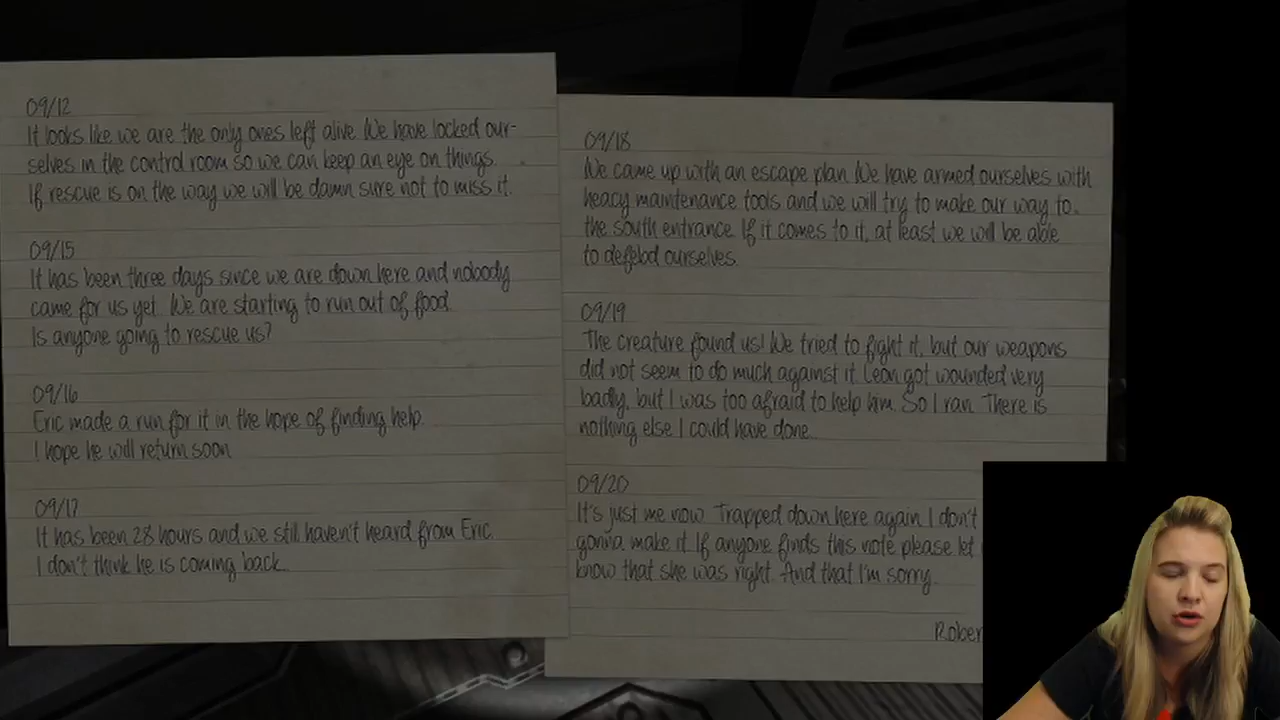 09/12
It looks like we are the only ones left alive. We have locked our-
selves in the control room so we can keep an eye on things.
If rescue is on the way we will be damn sure not to miss it.
09/15
It has been three days since we are down here and nobody
came for us yet. We are starting to run out of food.
Is anyone going to rescue us?
09/16
Eric made a run for it in the hope of finding help.
I hope he will return soon.
09/17
It has been 28 hours and we still haven't heard from Eric.
I don't think he is coming back...
09/18
We came up with an escape plan. We have armed ourselves with
heacy maintenance tools and we will try to make our way to
the south entrance. If it comes to it, at least we will be able
to defebd ourselves.
09/19
The creature found us! We tried to fight it, but our weapons
did not seem to do much against it. Leon got wounded very
badly, but I was too afraid to help him. So I ran. There is
nothing else I could have done...
09/20
It's just me now. Trapped down here again. I don't
gonna make it. If anyone finds this note please let
know that she was right. And that I'm sorry.
Rober